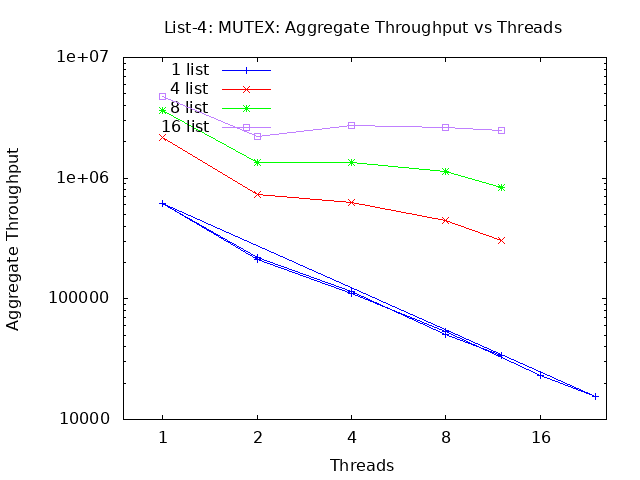 List-4: MUTEX: Aggregate Throughput vs Threads
1e+07
1e+06
100000
10000
Aggregate Throughput
1 list
4 list
8 list
16 list
1 2 4 8 16
Threads